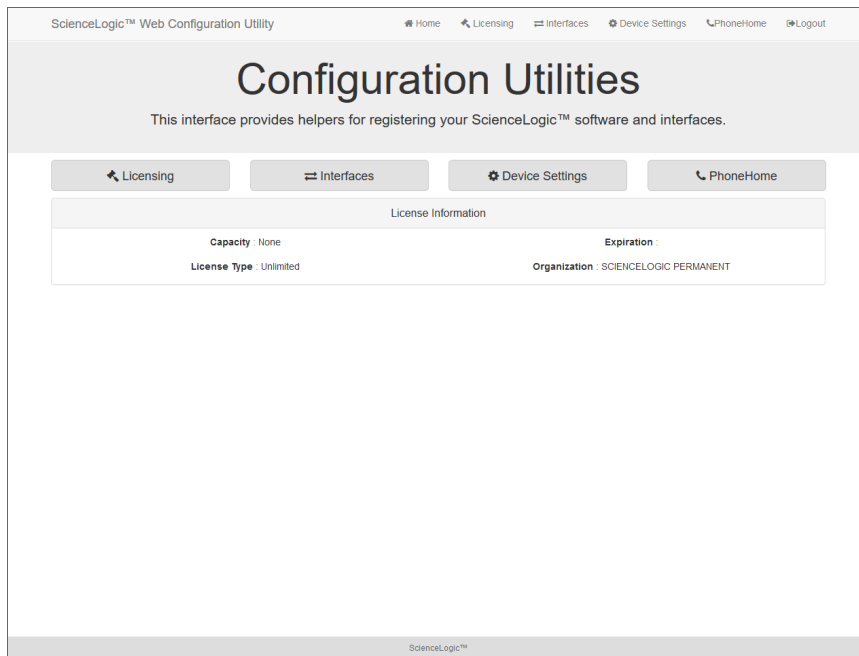 ScienceLogic™ Web Configuration Utility Home Licensing Interfaces Device Settings PhoneHome Logout
Configuration Utilities
This interface provides helpers for registering your ScienceLogic™ software and interfaces.
Licensing Interfaces Device Settings PhoneHome
License Information
Capacity : None Expiration :
License Type : Unlimited Organization : SCIENCELOGIC PERMANENT
ScienceLogic™